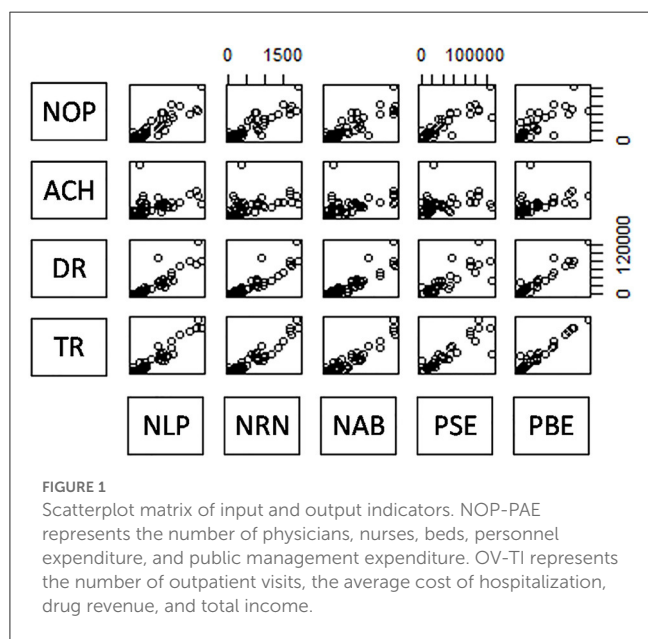 0 1500 0 100000
NOP
0
ACH
DR
0 120000
TR
NLP NRN NAB PSE PBE
FIGURE 1
Scatterplot matrix of input and output indicators. NOP-PAE
represents the number of physicians, nurses, beds, personnel
expenditure, and public management expenditure. OV-TI represents
the number of outpatient visits, the average cost of hospitalization,
drug revenue, and total income.